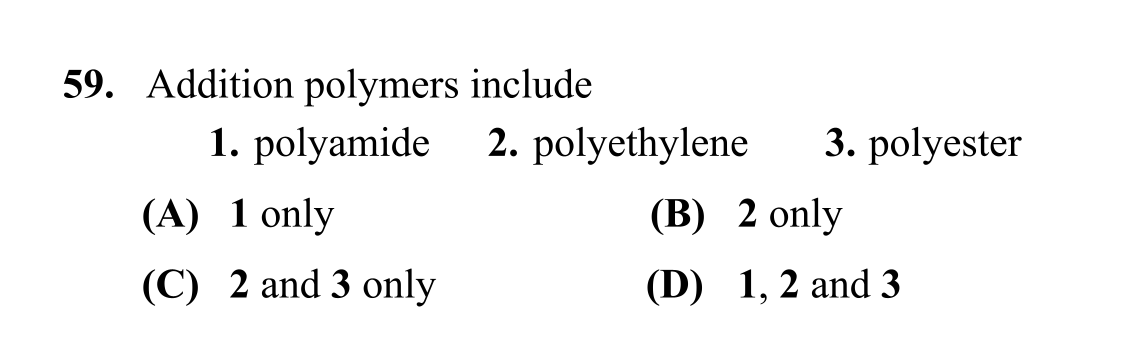 59. Addition polymers include
1. polyamide 2. polyethylene 3. polyester
(A) 1 only (B) 2 only
(C) 2 and 3 only (D) 1, 2 and 3